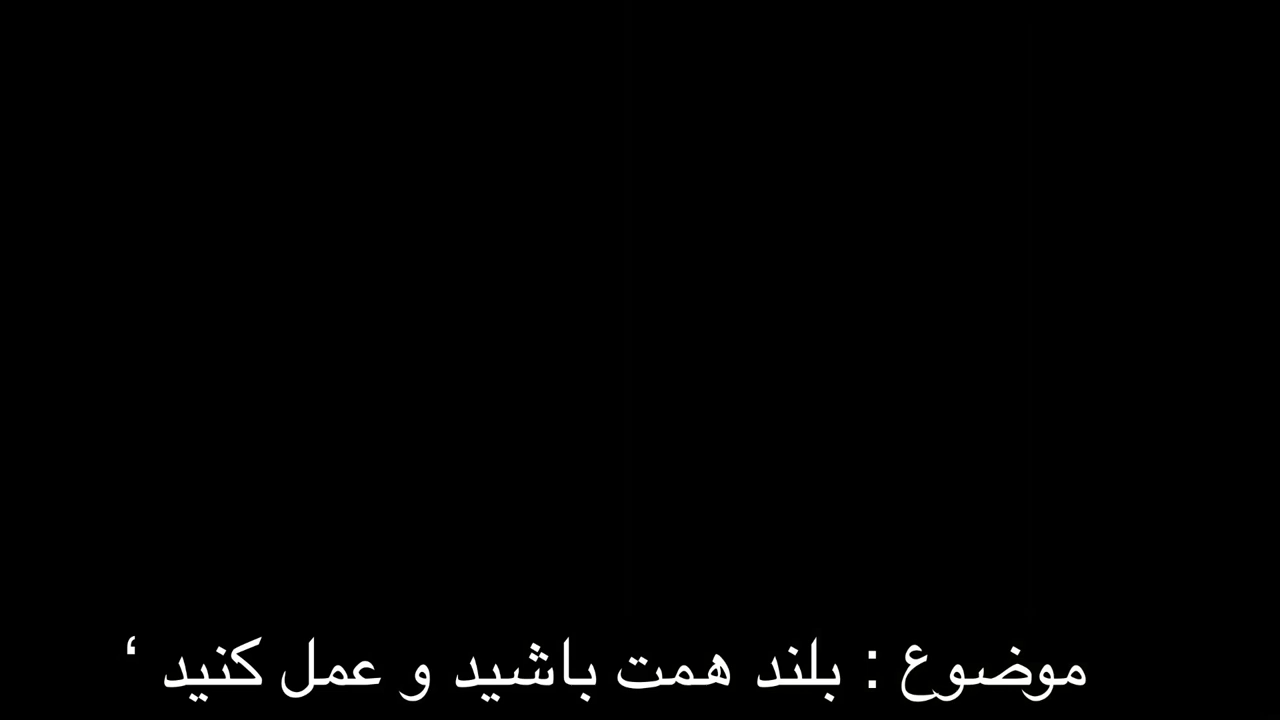 موضوع : بلند همت باشید و عمل کنید ‘